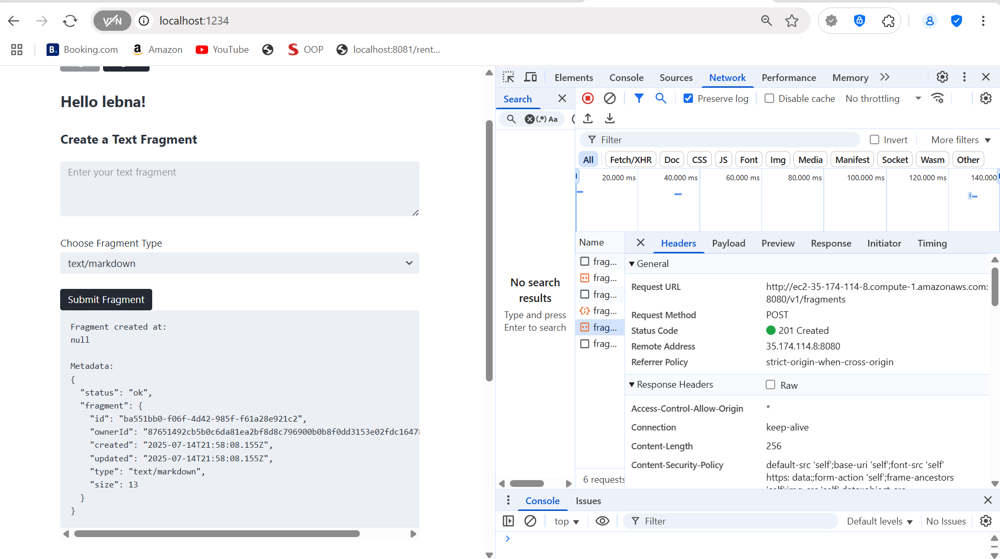 VPN
localhost:1234
B. Booking.com
a Amazon
YouTube
S OOP
localhost:8081/rent...
Hello lebna!
Create a Text Fragment
Enter your text fragment
Choose Fragment Type
text/markdown
Submit Fragment
Fragment created at:
null
Metadata:
{
"status": "ok",
"fragment": {
"id": "ba551bb0-f06f-4d42-985f-f61a28e921c2",
"ownerId": "87651492cb5b0c6da81ea2bf8d8c796900b0b8f0dd3153e02fdc16478
"created": "2025-07-14T21:58:08.155Z",
"updated": "2025-07-14T21:58:08.155Z",
"type": "text/markdown",
"size": 13
}
}
Elements
Console
Sources
Network
Performance
Memory
Search
(.*) Aa
No search
results
Type and press
Enter to search
Preserve log
Disable cache
No throttling
Filter
Invert
More filters
All
Fetch/XHR
Doc
CSS
JS
Font
Img
Media
Manifest
Socket
Wasm
Other
20,000 ms
40,000 ms
60,000 ms
80,000 ms
100,000 ms
120,000 ms
140,000
Name
frag...
frag...
frag...
frag...
frag...
frag...
6 requests
Headers
Payload
Preview
Response
Initiator
Timing
General
Request URL
http://ec2-35-174-114-8.compute-1.amazonaws.com:
8080/v1/fragments
Request Method
POST
Status Code
201 Created
Remote Address
35.174.114.8:8080
Referrer Policy
strict-origin-when-cross-origin
Response Headers
Raw
Access-Control-Allow-Origin
*
Connection
keep-alive
Content-Length
256
Content-Security-Policy
default-src 'self';base-uri 'self';font-src 'self'
https: data:;form-action 'self';frame-ancestors
Console
Issues
top
Filter
Default levels
No Issues